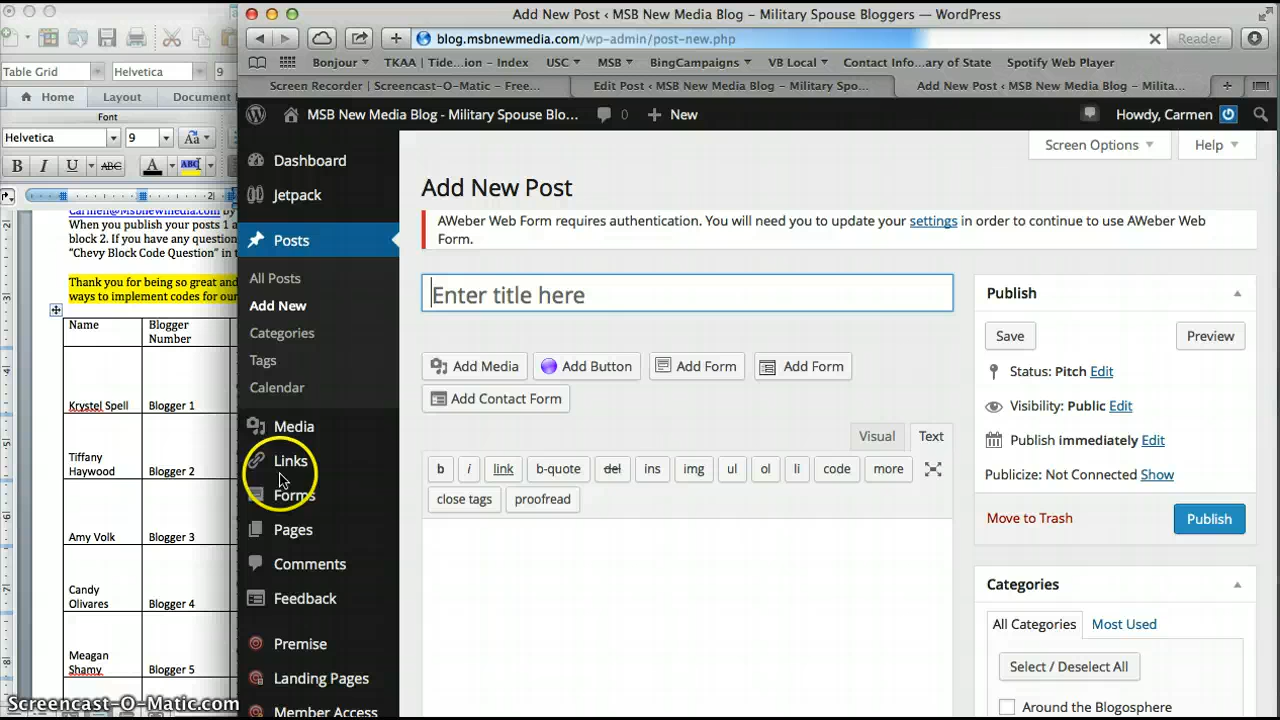 Add New Post ‹ MSB New Media Blog - Military Spouse Bloggers — WordPress
blog.msbnewmedia.com/wp-admin/post-new.php
Reader
Bonjour TKAA | Tide...ion - Index USC MSB BingCampaigns VB Local Contact Info...ary of State Spotify Web Player
Screen Recorder | Screencast-O-Matic - Free... Edit Post ‹ MSB New Media Blog - Military Spo... Add New Post ‹ MSB New Media Blog - Milita...
MSB New Media Blog - Military Spouse Blo... 0 + New Howdy, Carmen
Table Grid Helvetica 9
Home Layout Document
Font
Helvetica 9 Aa
B I U ABC A ABC
Carmen@Msbnewmedia.com by
When you publish your posts 1 a
block 2. If you have any question
"Chevy Block Code Question" in t
Thank you for being so great and
ways to implement codes for our
Name Blogger
Number
Krystel Spell Blogger 1
Tiffany
Haywood Blogger 2
Amy Volk Blogger 3
Candy
Olivares Blogger 4
Meagan
Shamy Blogger 5
Dashboard
Jetpack
Posts
All Posts
Add New
Categories
Tags
Calendar
Media
Links
Forms
Pages
Comments
Feedback
Premise
Landing Pages
Member Access
Screen Options Help
Add New Post
AWeber Web Form requires authentication. You will need you to update your settings in order to continue to use AWeber Web
Form.
Enter title here
Add Media Add Button Add Form Add Form
Add Contact Form
Visual Text
b i link b-quote del ins img ul ol li code more
close tags proofread
Publish
Save Preview
Status: Pitch Edit
Visibility: Public Edit
Publish immediately Edit
Publicize: Not Connected Show
Move to Trash Publish
Categories
All Categories Most Used
Select / Deselect All
Around the Blogosphere
Screencast-O-Matic.com